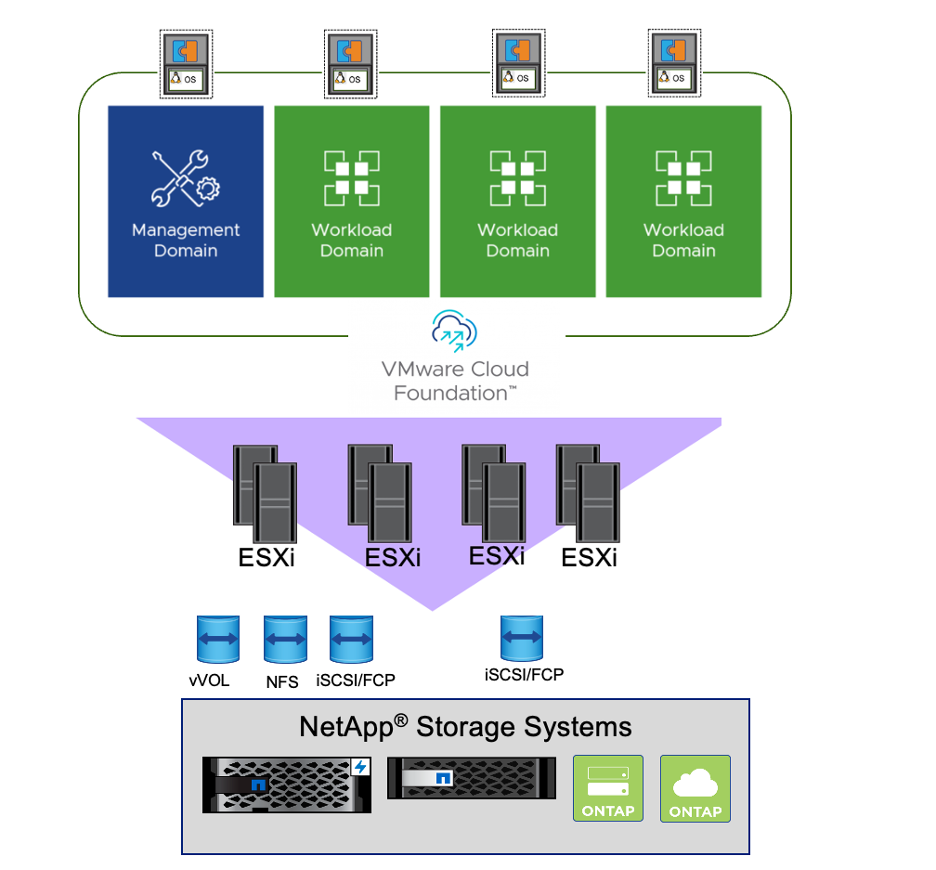 OS
OS
OS
OS
Management
Domain
Workload
Domain
Workload
Domain
Workload
Domain
VMware Cloud
Foundation™
ESXi
ESXi
ESXi
ESXi
vVOL
NFS
iSCSI/FCP
iSCSI/FCP
NetApp® Storage Systems
ONTAP
ONTAP